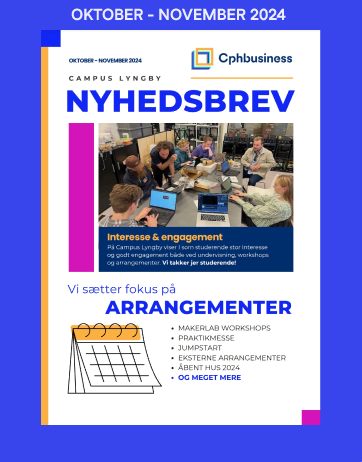 OKTOBER - NOVEMBER 2024
OKTOBER - NOVEMBER 2024
Cphbusiness
CAMPUS LYNGBY
NYHEDSBREV
Interesse & engagement
På Campus Lyngby viser I som studerende stor interesse
og godt engagement både ved undervisning, workshops
og arrangementer. Vi takker jer studerende!
Vi sætter fokus på
ARRANGEMENTER
• MAKERLAB WORKSHOPS
• PRAKTIKMESSE
• JUMPSTART
• EKSTERNE ARRANGEMENTER
• ÅBENT HUS 2024
• OG MEGET MERE